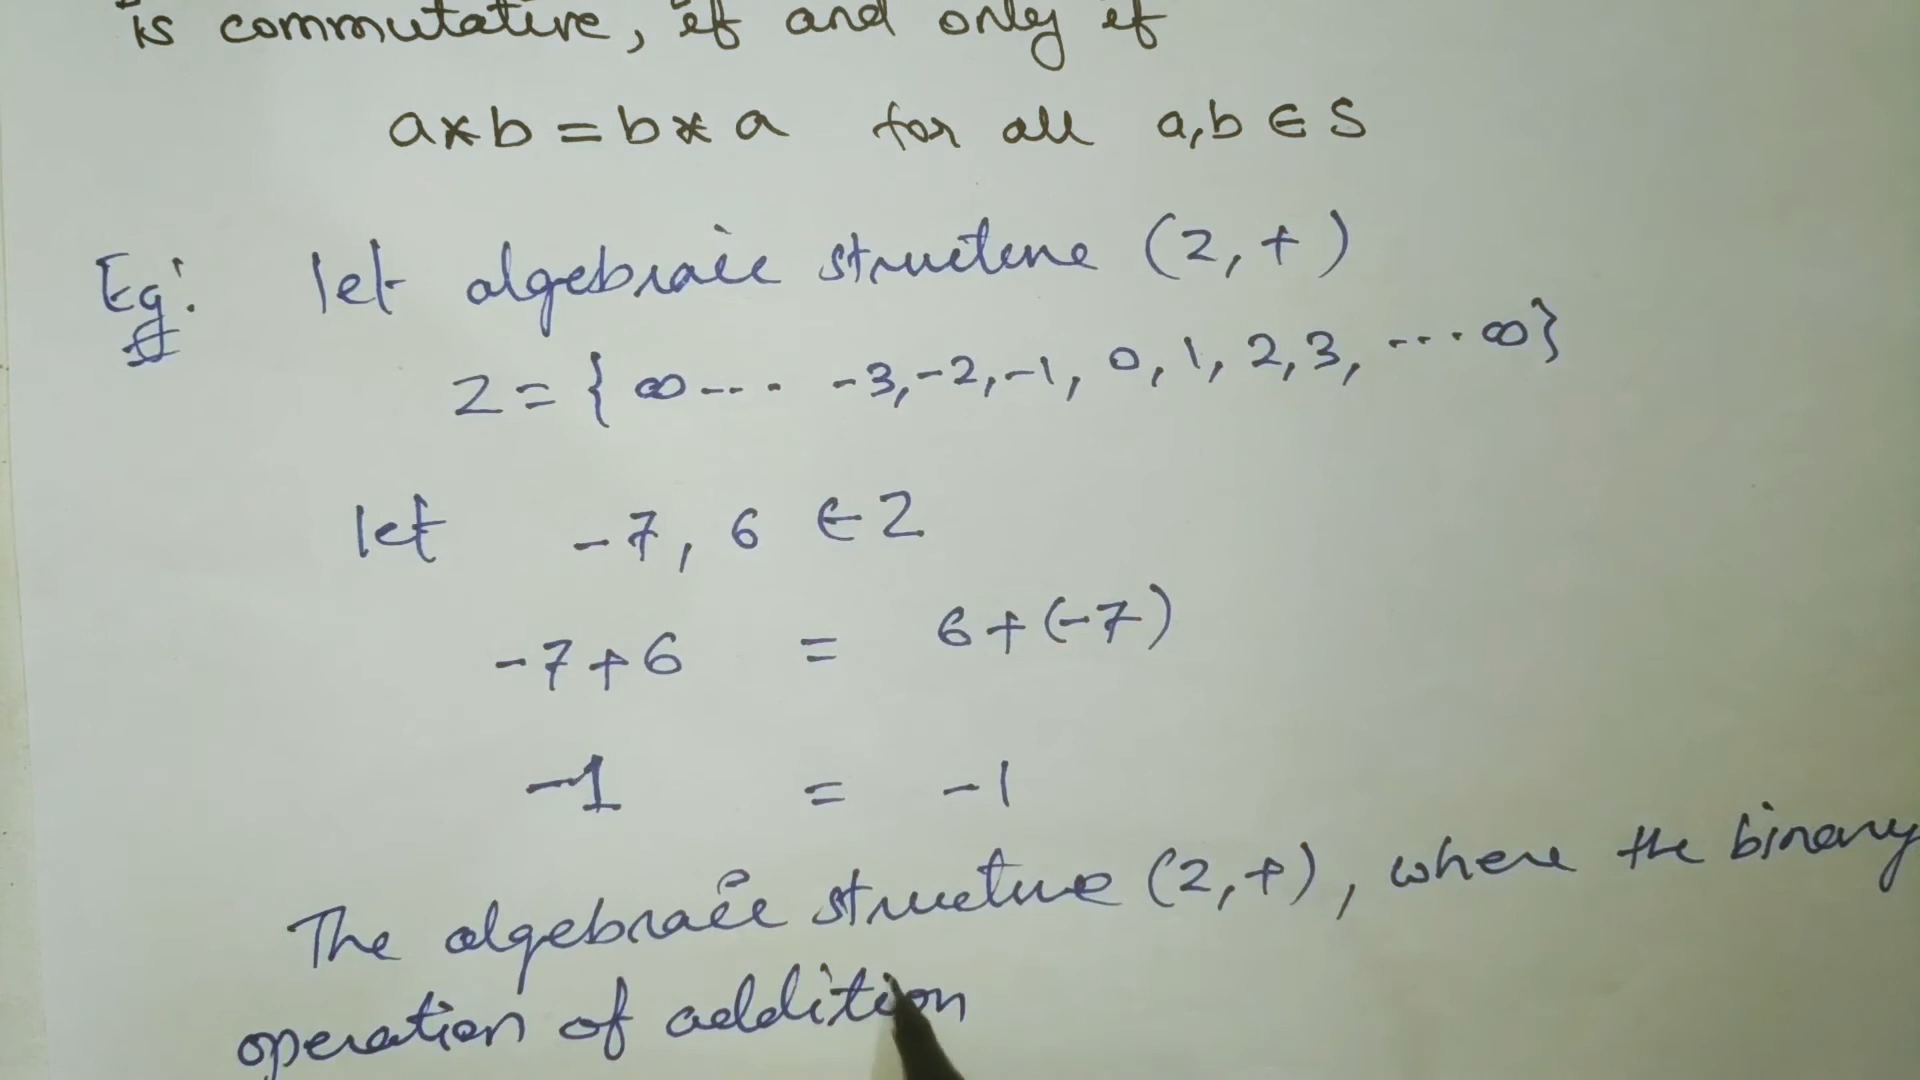 is commutative, if and only if
a*b = b*a for all a,b ∈ S
Eg: let algebraic structure (Z,+)
Z = { ∞--- -3,-2,-1, 0, 1, 2,3, ---∞}
let -7, 6 ∈ Z
-7+6 = 6+(-7)
-1 = -1
The algebraic structure (Z,+), where the binary
operation of addition